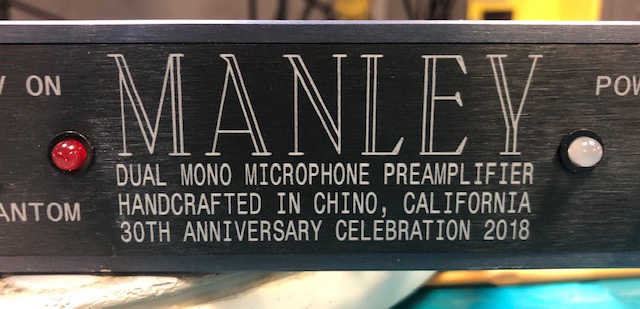 V ON
MANLEY
POW
DUAL MONO MICROPHONE PREAMPLIFIER
ANTOM
HANDCRAFTED IN CHINO, CALIFORNIA
30TH ANNIVERSARY CELEBRATION 2018